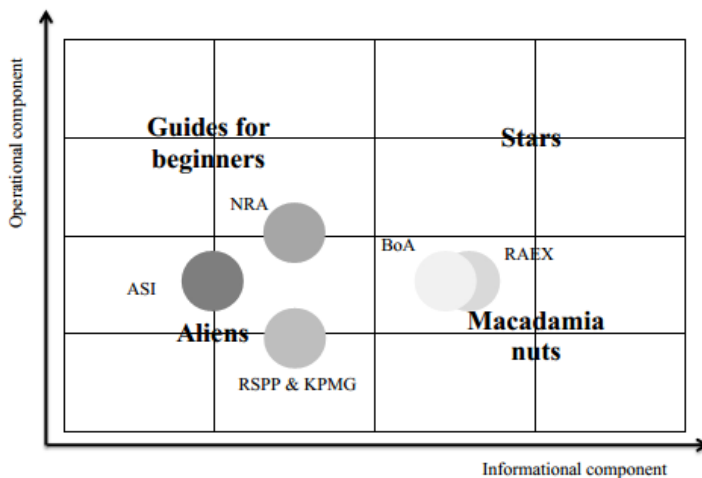 Operational component
Guides for
beginners
Stars
NRA
BoA
RAEX
ASI
Aliens
Macadamia
nuts
RSPP & KPMG
Informational component